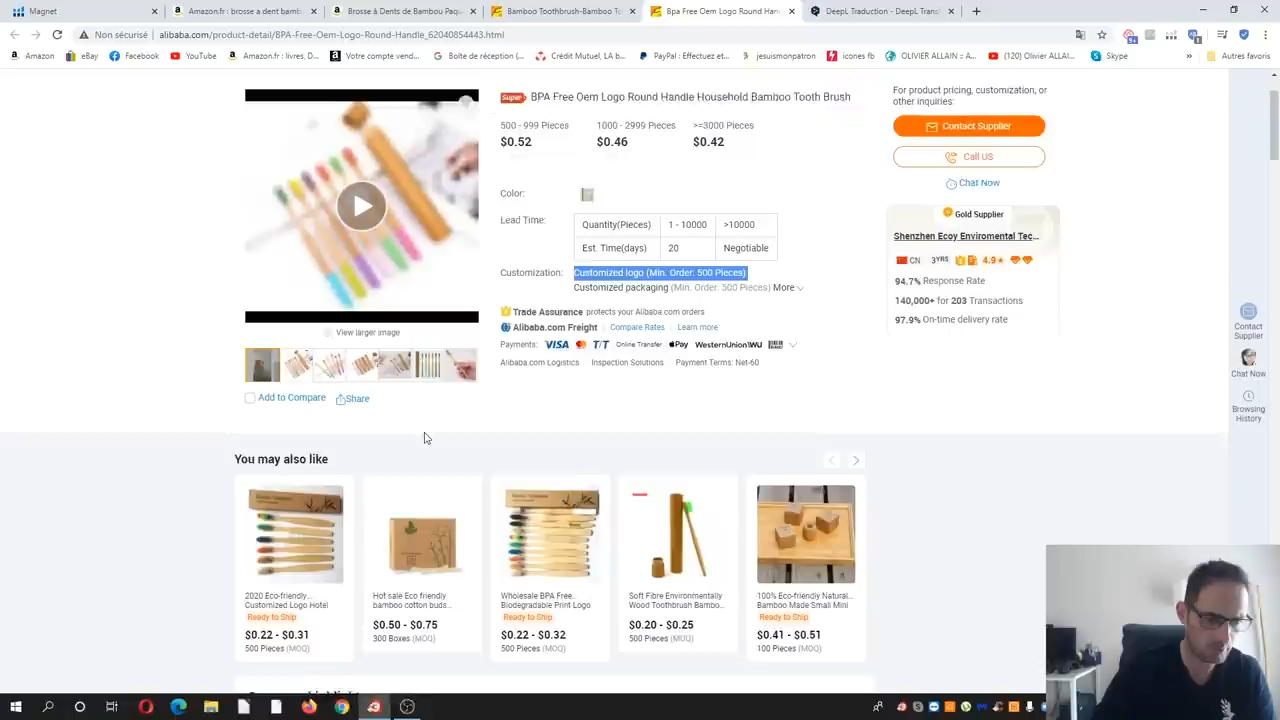 Magnet
Amazon.fr : brosse a dent bamb
Brosse à Dents de Bambou Paqu
Bamboo Toothbrush-Bamboo To
Bpa Free Oem Logo Round Han
DeepL Traduction - DeepL Trans
Non sécurisé | alibaba.com/product-detail/BPA-Free-Oem-Logo-Round-Handle_62040854443.html
Amazon
eBay
Facebook
YouTube
Amazon.fr : livres, D...
Votre compte vend...
Boîte de réception (...
Crédit Mutuel, LA b...
PayPal : Effectuez et...
jesuismonpatron
icones fb
OLIVIER ALLAIN :: A...
(120) Olivier ALLAI...
Skype
»
Autres favoris
Super
BPA Free Oem Logo Round Handle Household Bamboo Tooth Brush
500 - 999 Pieces
1000 - 2999 Pieces
>=3000 Pieces
$0.52
$0.46
$0.42
Color:
Lead Time:
Quantity(Pieces)
1 - 10000
>10000
Est. Time(days)
20
Negotiable
Customization:
Customized logo (Min. Order: 500 Pieces)
Customized packaging (Min. Order: 500 Pieces) More
Trade Assurance protects your Alibaba.com orders
Alibaba.com Freight
Compare Rates
Learn more
Payments:
VISA
T/T
Online Transfer
Pay
WesternUnion WU
Alibaba.com Logistics
Inspection Solutions
Payment Terms: Net-60
View larger image
Add to Compare
Share
For product pricing, customization, or
other inquiries:
Contact Supplier
Call US
Chat Now
Gold Supplier
Shenzhen Ecoy Enviromental Tec...
CN
3YRS
4.9
94.7% Response Rate
140,000+ for 203 Transactions
97.9% On-time delivery rate
Contact
Supplier
Chat Now
Browsing
History
You may also like
2020 Eco-friendly...
Customized Logo Hotel
Ready to Ship
$0.22 - $0.31
500 Pieces (MOQ)
Hot sale Eco friendly
bamboo cotton buds...
$0.50 - $0.75
300 Boxes (MOQ)
Wholesale BPA Free...
Biodegradable Print Logo
Ready to Ship
$0.22 - $0.32
500 Pieces (MOQ)
Soft Fibre Environmentally
Wood Toothbrush Bambo...
$0.20 - $0.25
500 Pieces (MOQ)
100% Eco-friendly Natural...
Bamboo Made Small Mini
Ready to Ship
$0.41 - $0.51
100 Pieces (MOQ)